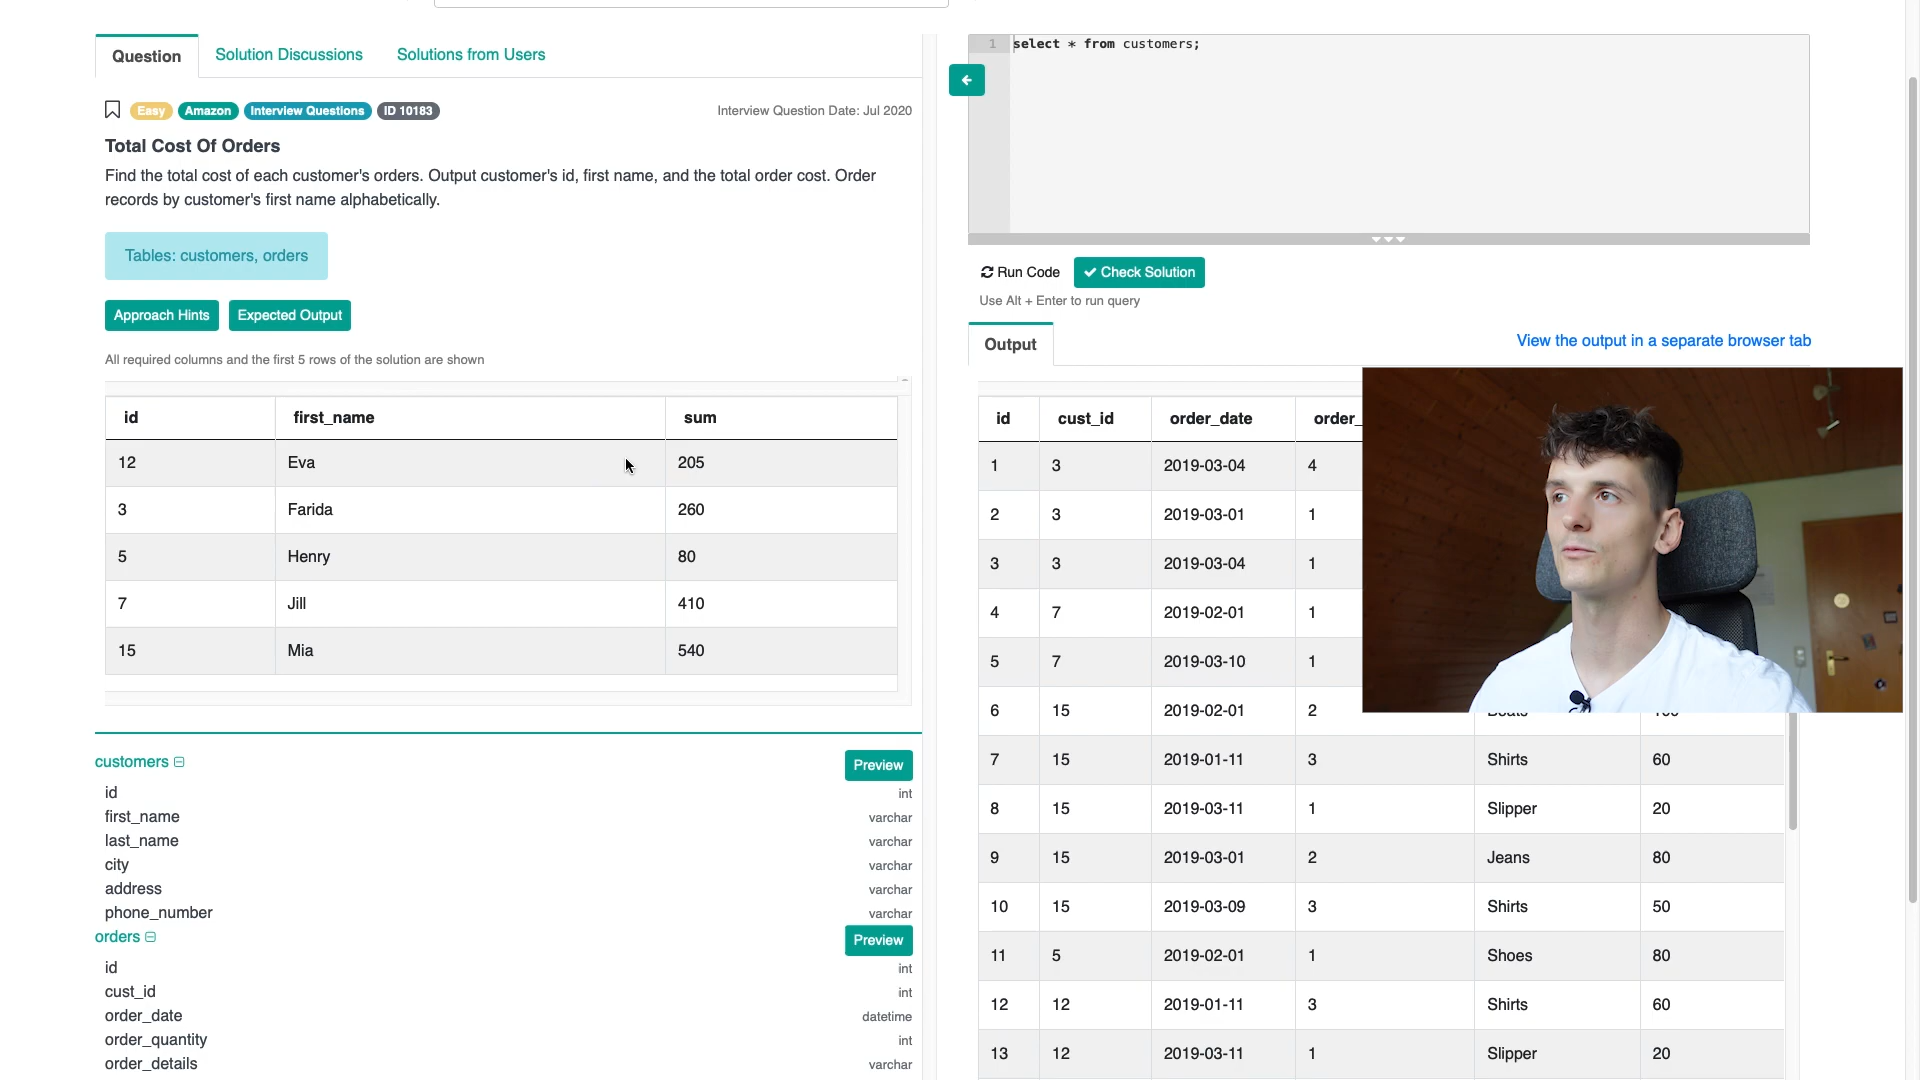 Question Solution Discussions Solutions from Users
Easy Amazon Interview Questions ID 10183 Interview Question Date: Jul 2020
Total Cost Of Orders
Find the total cost of each customer's orders. Output customer's id, first name, and the total order cost. Order
records by customer's first name alphabetically.
Tables: customers, orders
Approach Hints Expected Output
All required columns and the first 5 rows of the solution are shown
id first_name sum
12 Eva 205
3 Farida 260
5 Henry 80
7 Jill 410
15 Mia 540
customers Preview
id int
first_name varchar
last_name varchar
city varchar
address varchar
phone_number varchar
orders Preview
id int
cust_id int
order_date datetime
order_quantity int
order_details varchar
1 select * from customers;
Run Code Check Solution
Use Alt + Enter to run query
Output View the output in a separate browser tab
id cust_id order_date order_
1 3 2019-03-04 4
2 3 2019-03-01 1
3 3 2019-03-04 1
4 7 2019-02-01 1
5 7 2019-03-10 1
6 15 2019-02-01 2
7 15 2019-01-11 3 Shirts 60
8 15 2019-03-11 1 Slipper 20
9 15 2019-03-01 2 Jeans 80
10 15 2019-03-09 3 Shirts 50
11 5 2019-02-01 1 Shoes 80
12 12 2019-01-11 3 Shirts 60
13 12 2019-03-11 1 Slipper 20